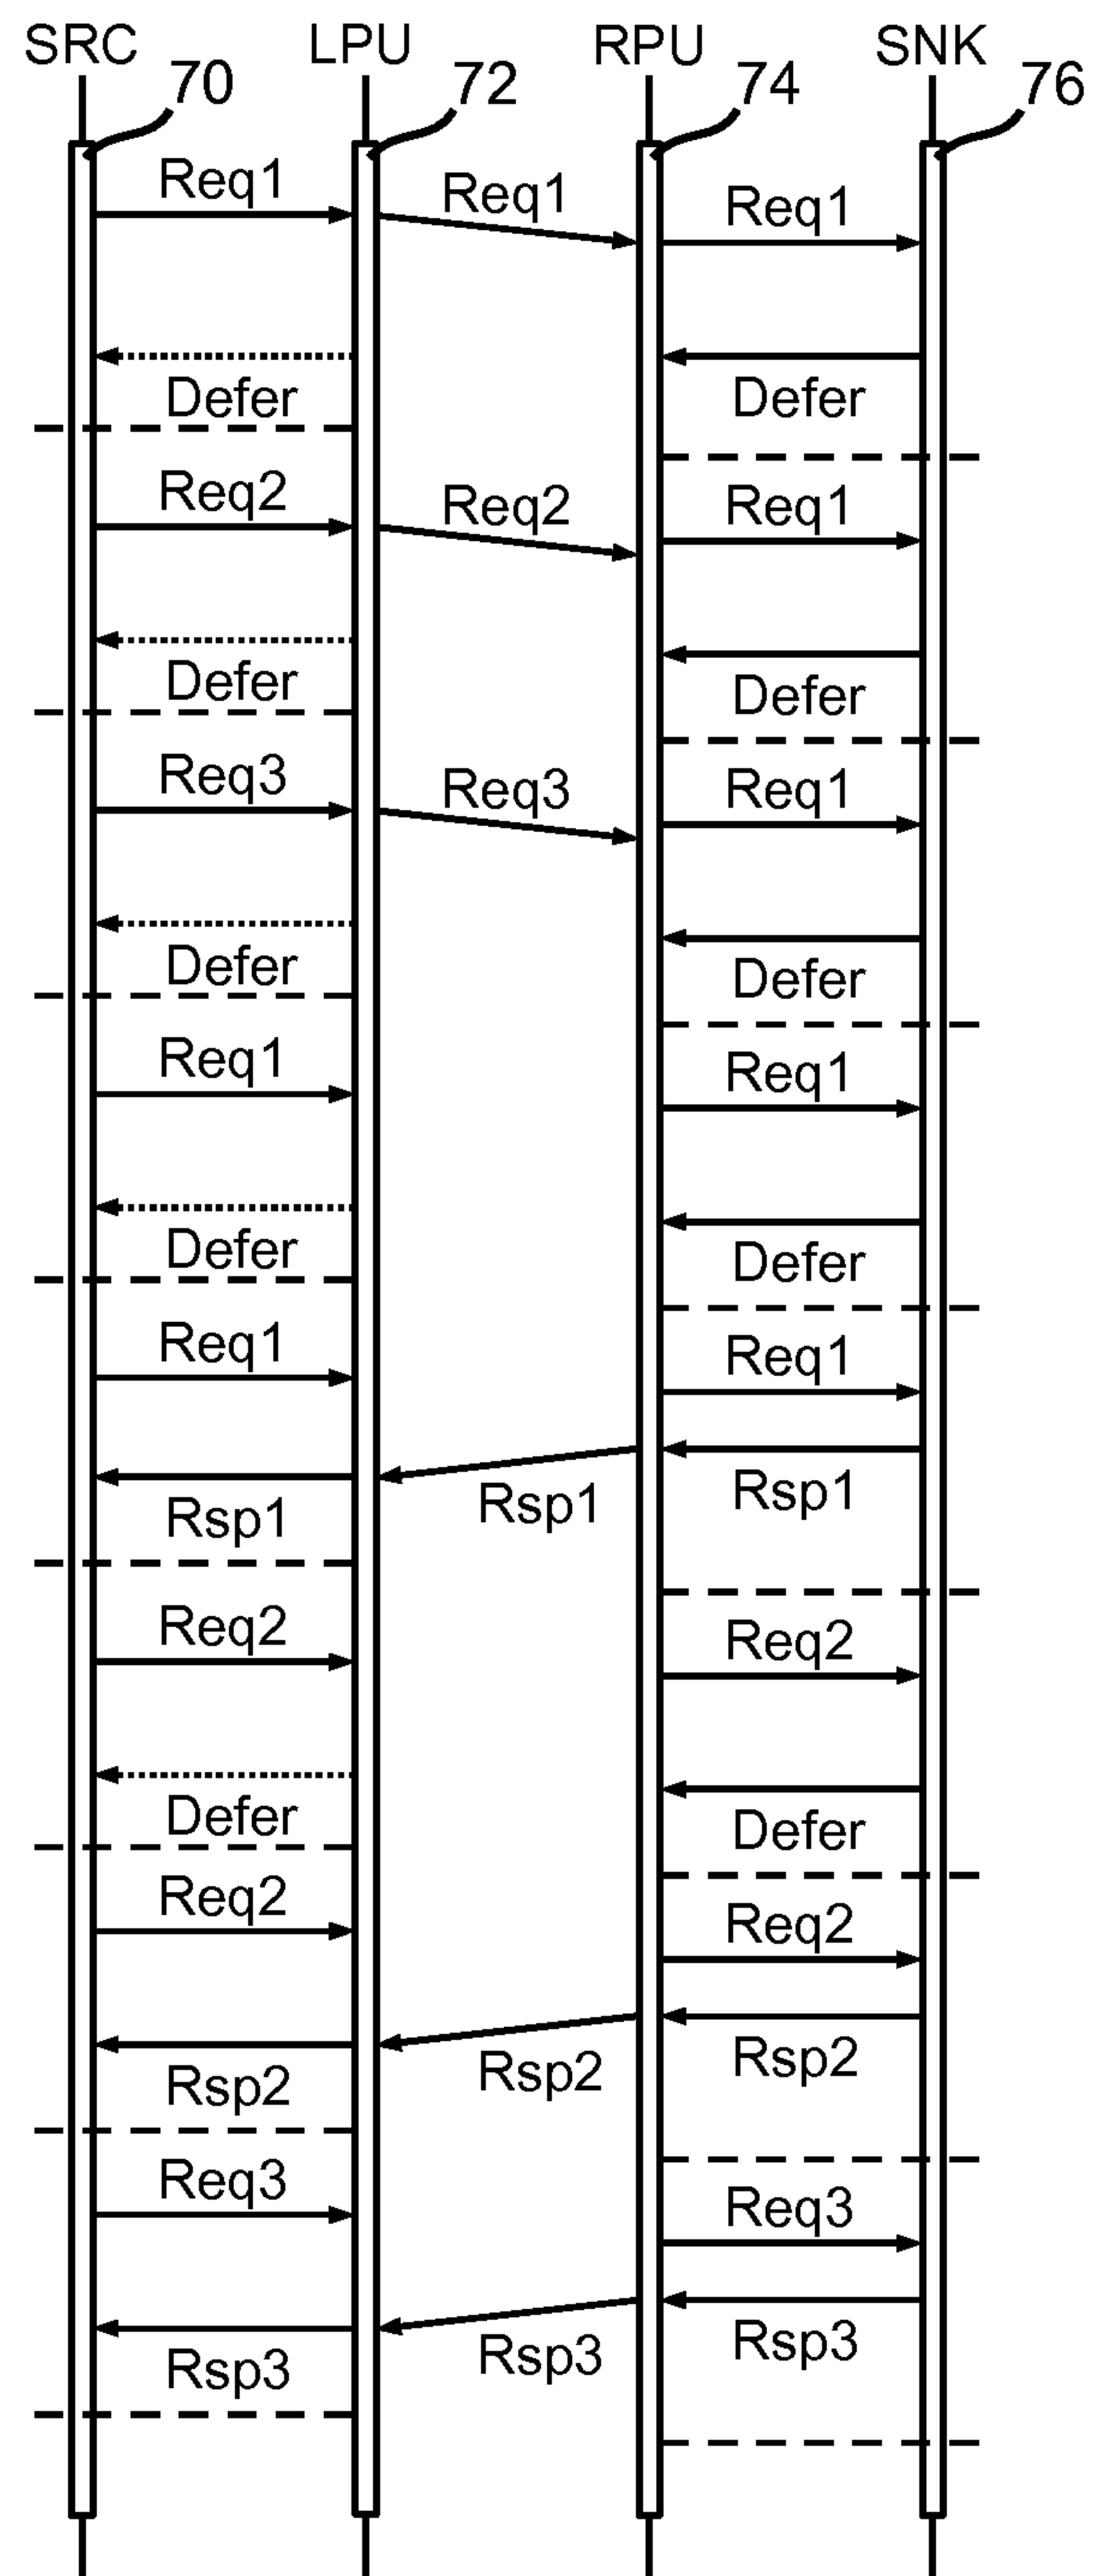 SRC LPU RPU SNK
70 72 74 76
Req1 Req1 Req1
Defer Defer
Req2 Req2 Req1
Defer Defer
Req3 Req3 Req1
Defer Defer
Req1 Req1
Defer Defer
Req1 Req1
Rsp1 Rsp1 Rsp1
Req2 Req2
Defer Defer
Req2 Req2
Rsp2 Rsp2 Rsp2
Req3 Req3
Rsp3 Rsp3 Rsp3